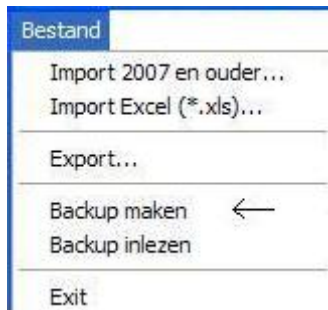 Bestand
Import 2007 en ouder...
Import Excel (*.xls)...
Export...
Backup maken
Backup inlezen
Exit